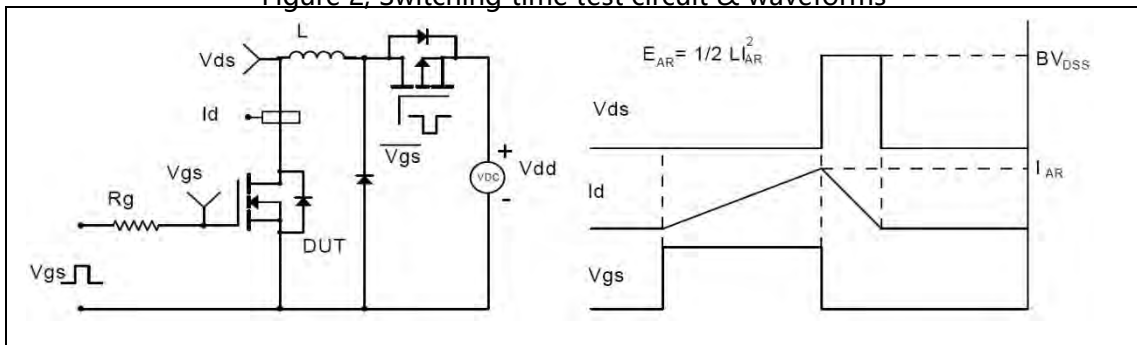 Figure 2, Switching time test circuit & waveforms
L
Vds
Id
Vgs
Rg
DUT
Vgs
Vgs
+
VDC
Vdd
-
E_AR = 1/2 LI²_AR
BV_DSS
Vds
I_AR
Id
Vgs